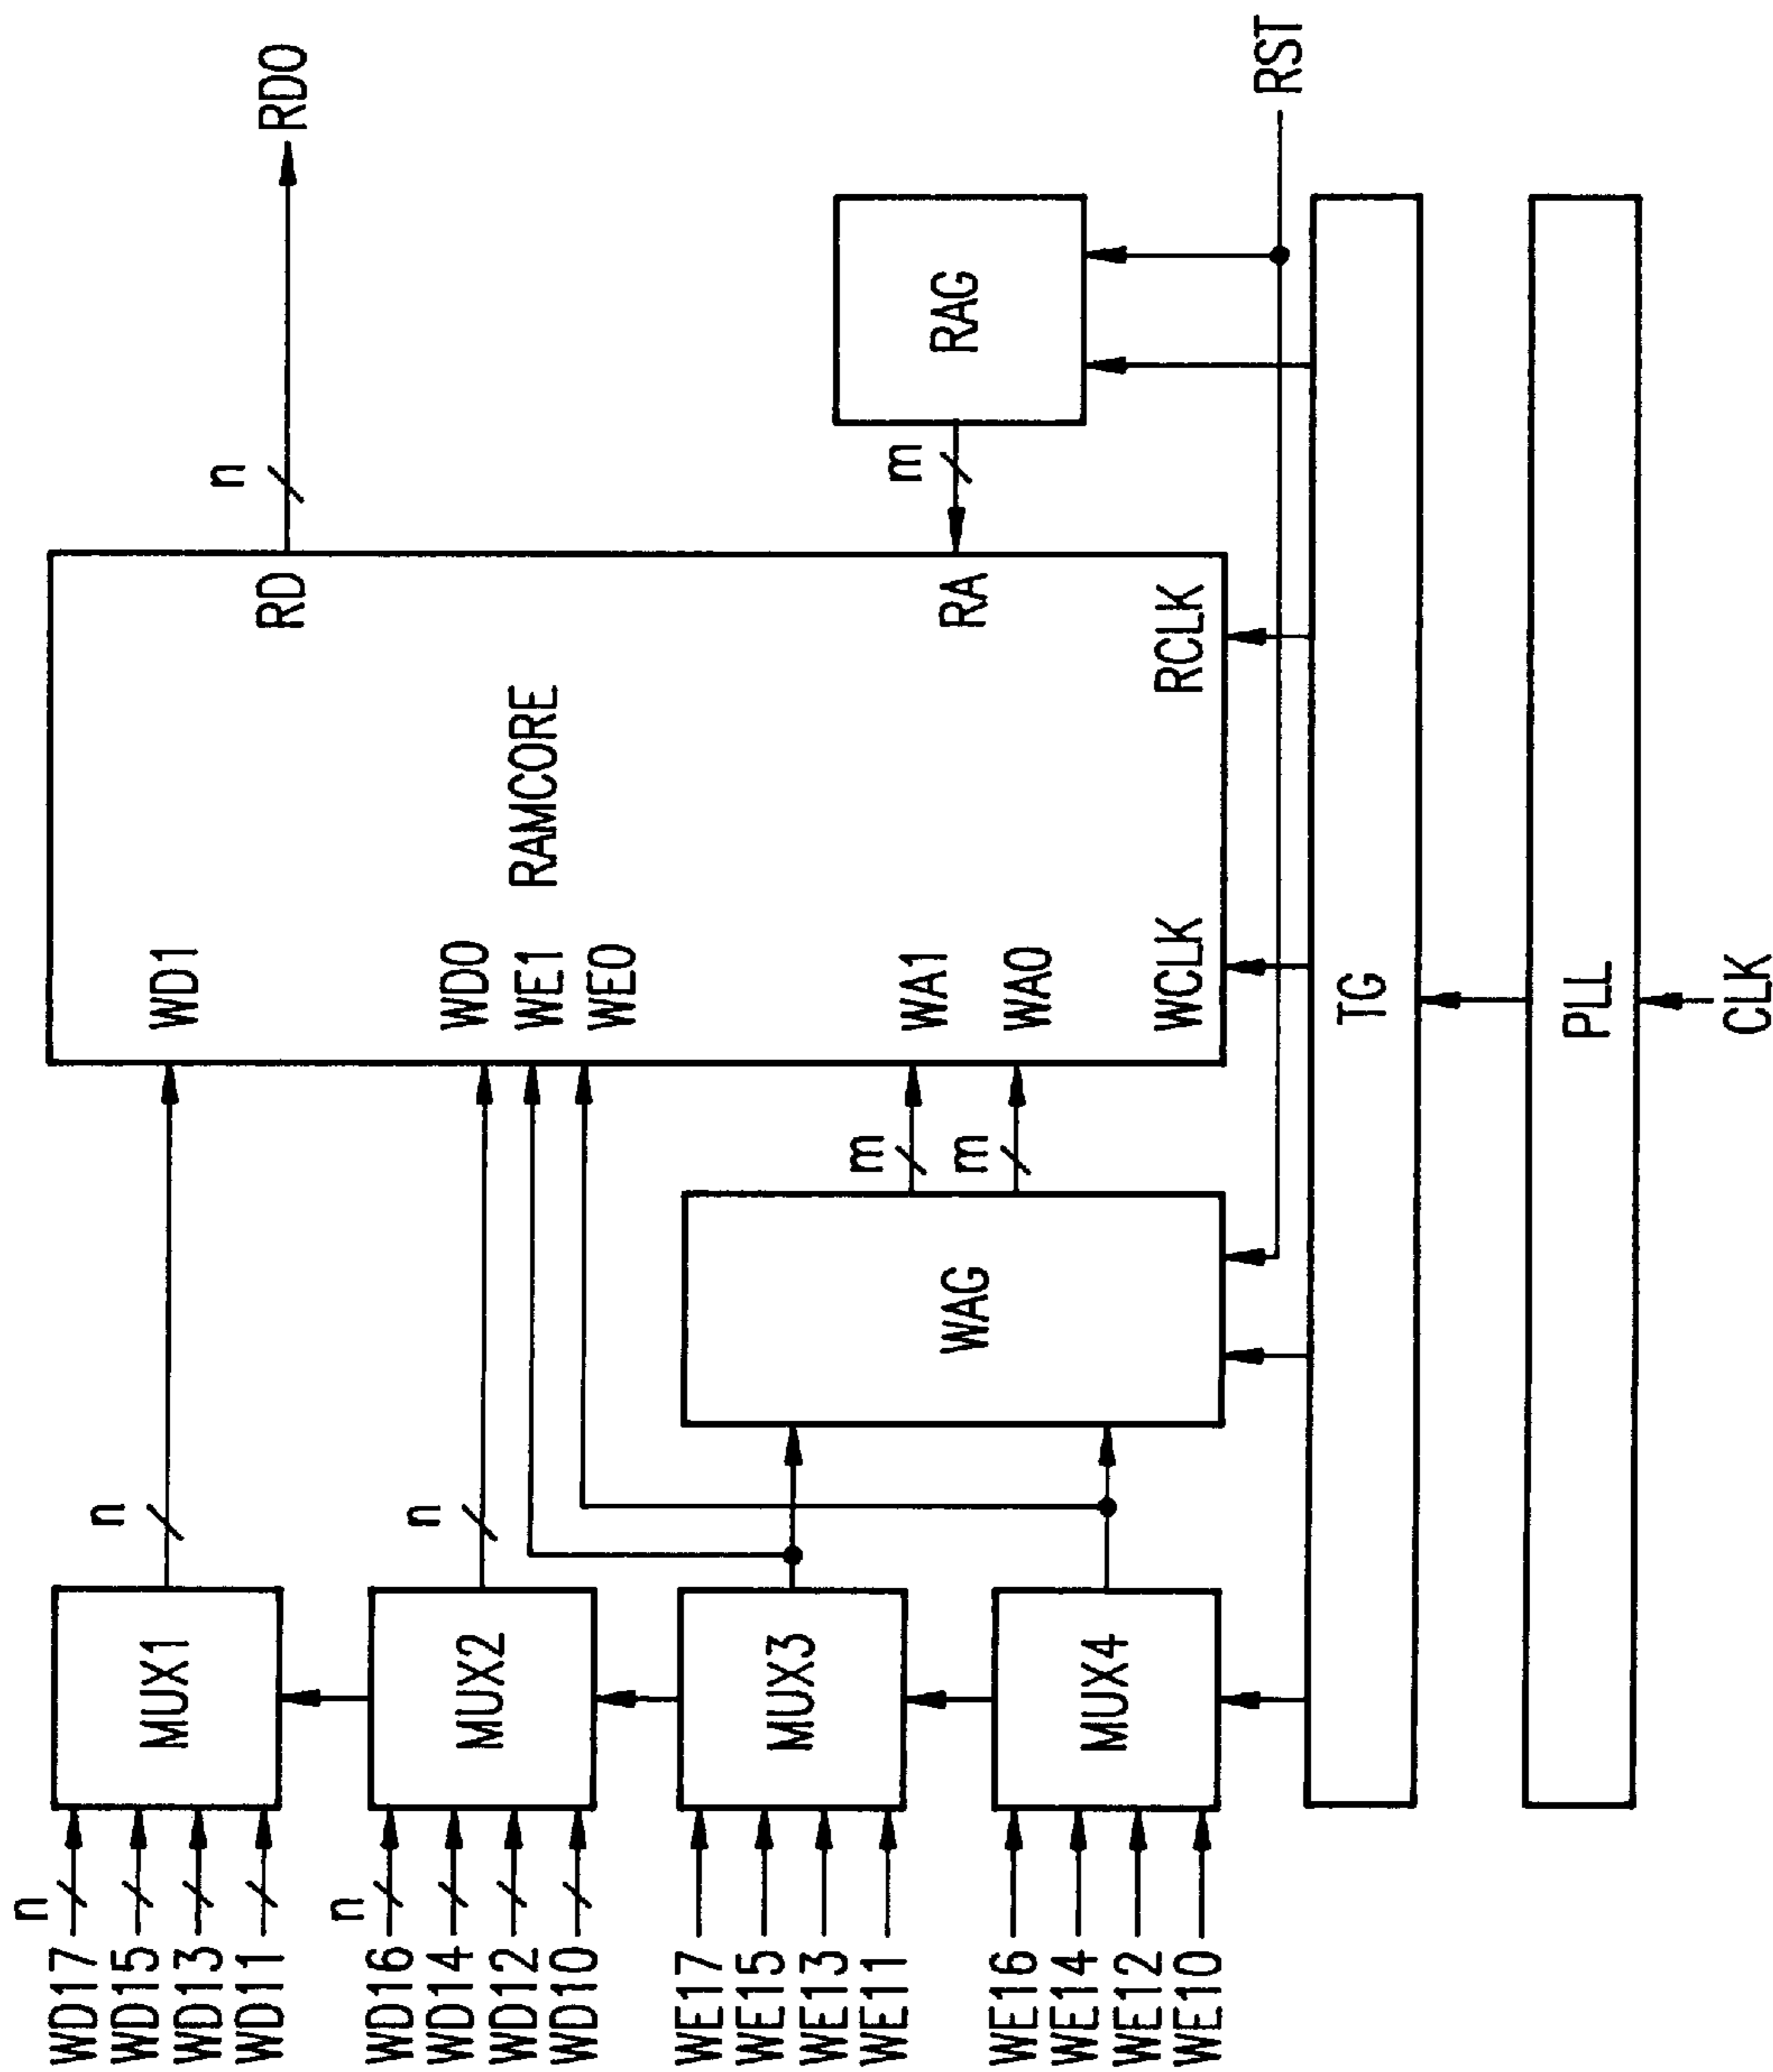 WD17
WD15
WD13
WD11
n
WD16
WD14
WD12
WD10
n
WE17
WE15
WE13
WE11
WE16
WE14
WE12
WE10
MUX1
MUX2
MUX3
MUX4
n
n
WAG
m
m
WD1
WD0
WE1
WE0
WA1
WA0
WCLK
RAMCORE
RD
RA
RCLK
n
RD0
m
RAG
RST
TG
PLL
CLK